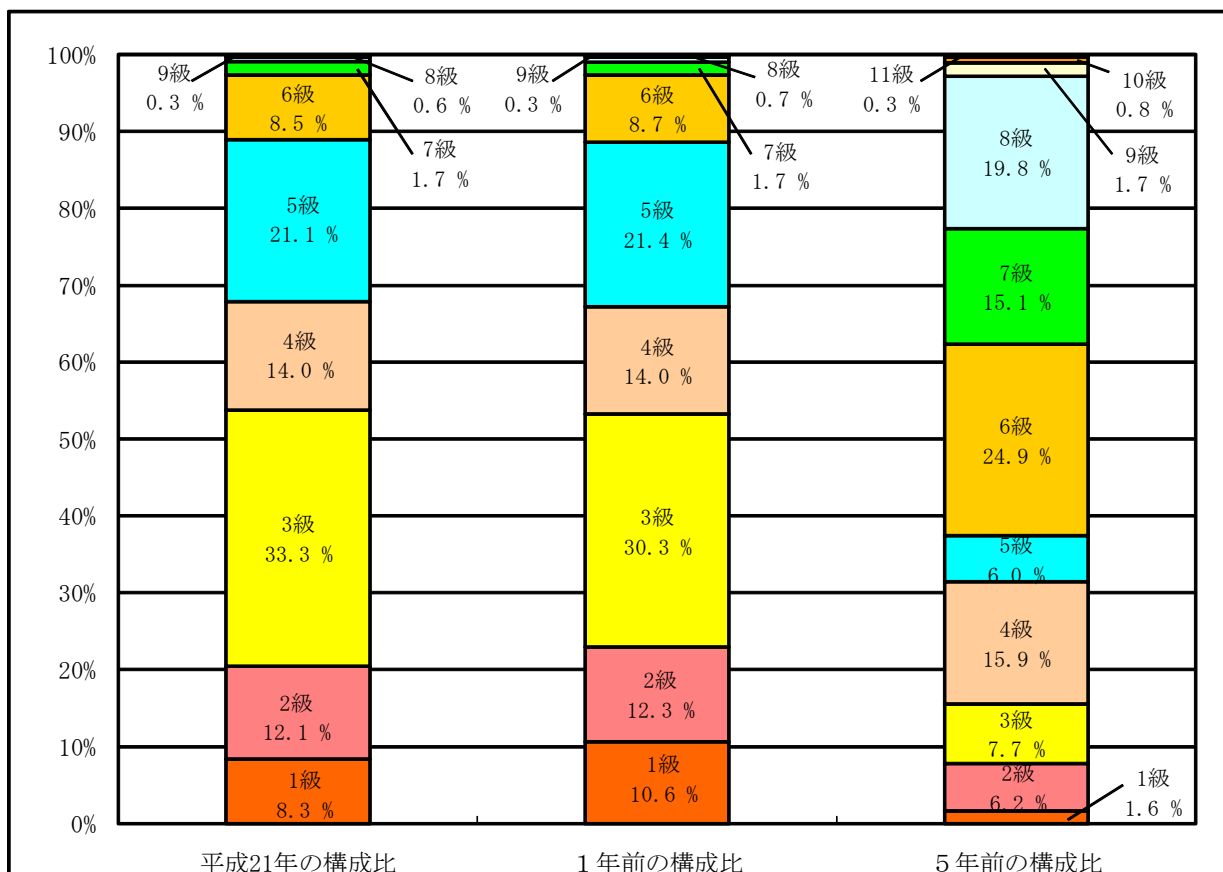 100%
90%
80%
70%
60%
50%
40%
30%
20%
10%
0%
9級
0.3 %
8級
0.6 %
7級
1.7 %
6級
8.5 %
5級
21.1 %
4級
14.0 %
3級
33.3 %
2級
12.1 %
1級
8.3 %
平成21年の構成比
9級
0.3 %
8級
0.7 %
7級
1.7 %
6級
8.7 %
5級
21.4 %
4級
14.0 %
3級
30.3 %
2級
12.3 %
1級
10.6 %
１年前の構成比
11級
0.3 %
10級
0.8 %
9級
1.7 %
8級
19.8 %
7級
15.1 %
6級
24.9 %
5級
6.0 %
4級
15.9 %
3級
7.7 %
2級
6.2 %
1級
1.6 %
５年前の構成比